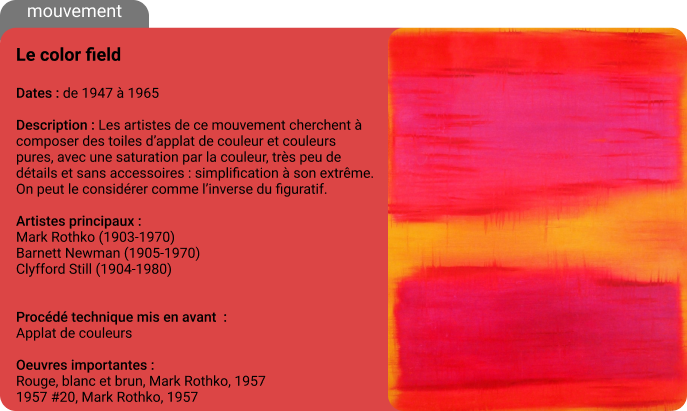 mouvement
Le color field
Dates : de 1947 à 1965
Description : Les artistes de ce mouvement cherchent à
composer des toiles d’applat de couleur et couleurs
pures, avec une saturation par la couleur, très peu de
détails et sans accessoires : simplification à son extrême.
On peut le considérer comme l’inverse du figuratif.
Artistes principaux :
Mark Rothko (1903-1970)
Barnett Newman (1905-1970)
Clyfford Still (1904-1980)
Procédé technique mis en avant :
Applat de couleurs
Oeuvres importantes :
Rouge, blanc et brun, Mark Rothko, 1957
1957 #20, Mark Rothko, 1957